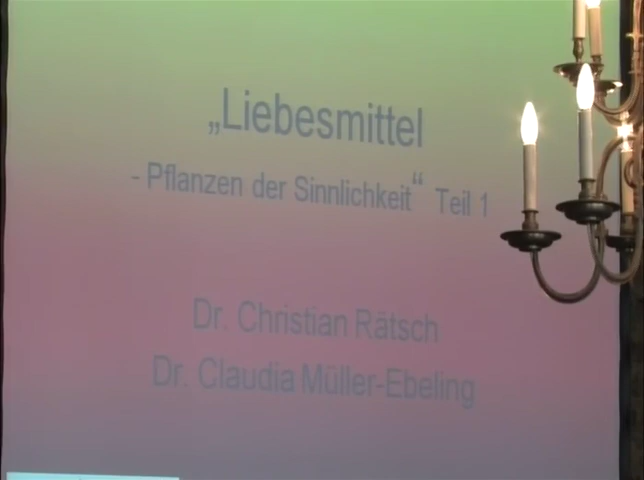 „Liebesmittel
- Pflanzen der Sinnlichkeit“ Teil 1
Dr. Christian Rätsch
Dr. Claudia Müller-Ebeling